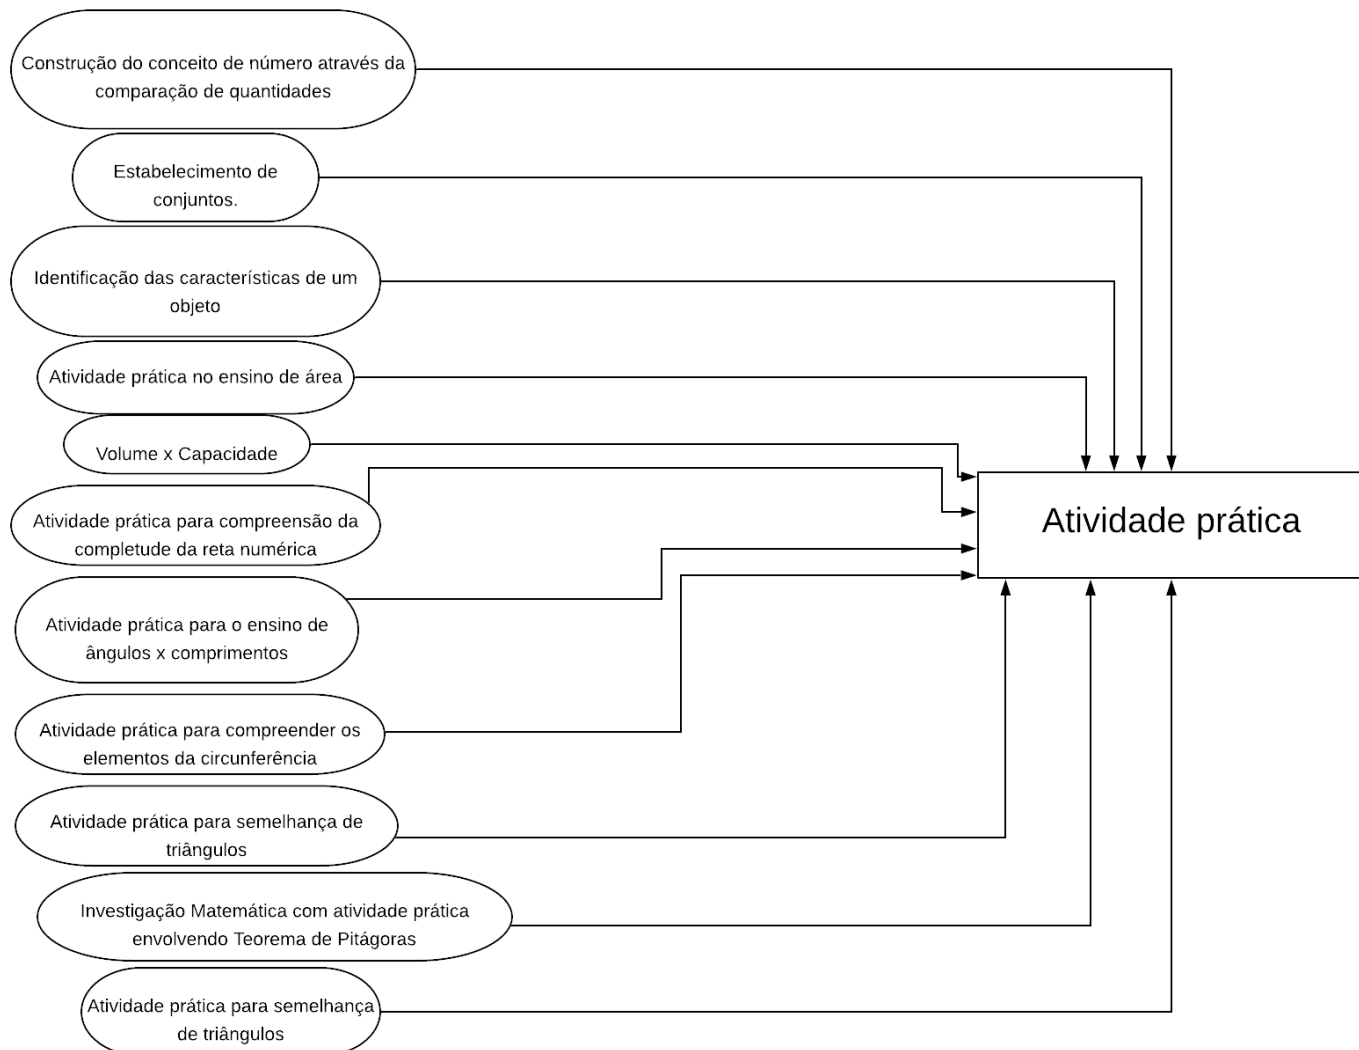 Construção do conceito de número através da
comparação de quantidades
Estabelecimento de
conjuntos.
Identificação das características de um
objeto
Atividade prática no ensino de área
Volume x Capacidade
Atividade prática para compreensão da
completude da reta numérica
Atividade prática
Atividade prática para o ensino de
ângulos x comprimentos
Atividade prática para compreender os
elementos da circunferência
Atividade prática para semelhança de
triângulos
Investigação Matemática com atividade prática
envolvendo Teorema de Pitágoras
Atividade prática para semelhança
de triângulos